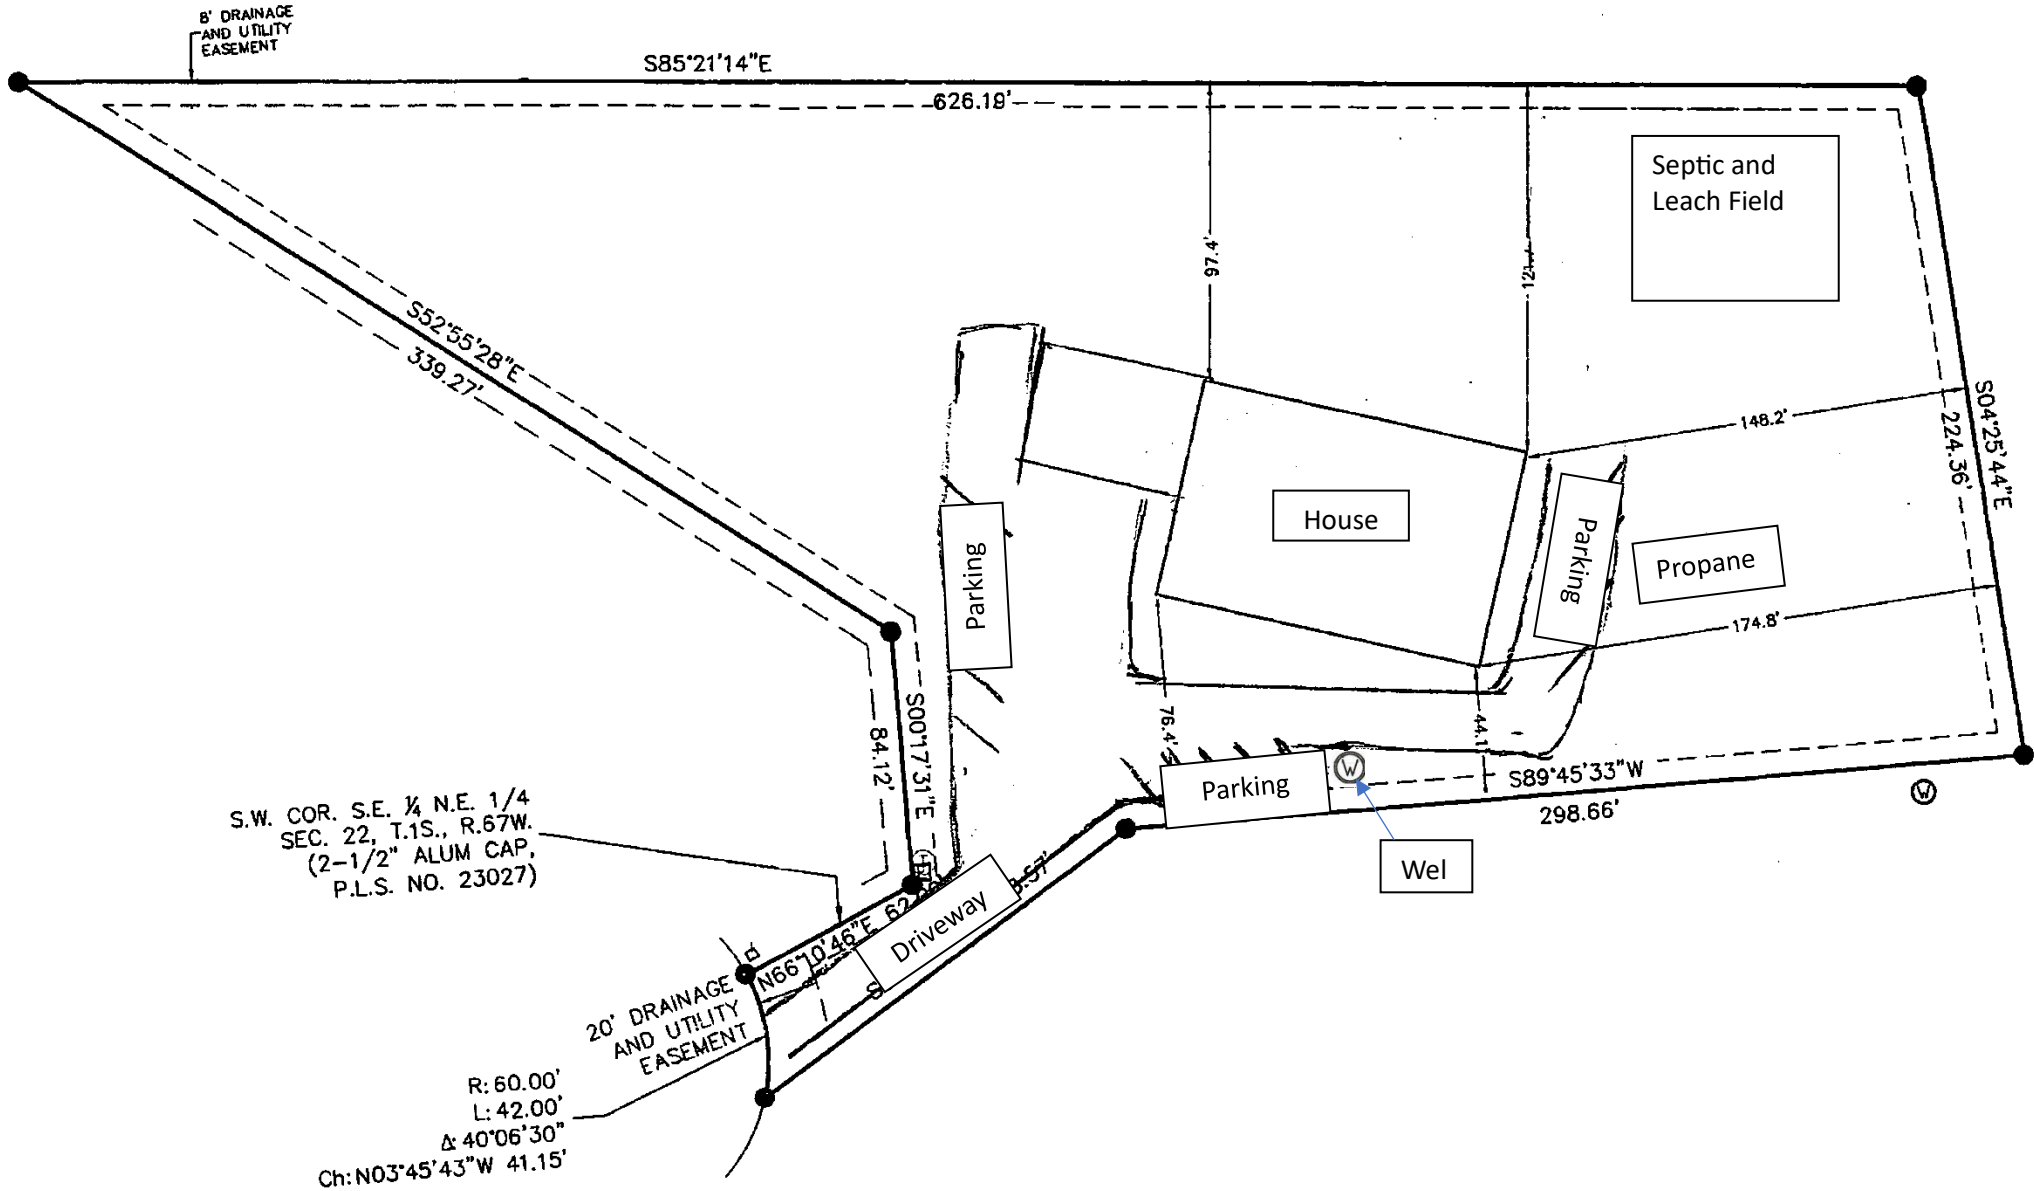 8' DRAINAGE
AND UTILITY
EASEMENT
S85°21'14"E
626.19'
Septic and
Leach Field
97.4'
S52°55'28"E
339.27'
148.2'
S04°25'44"E
224.36'
House
Parking
Parking
Propane
174.8'
S00°17'31"E
84.12'
76.4'
44.1'
W
S89°45'33"W
298.66'
W
Parking
Wel
S.W. COR. S.E. ¼ N.E. 1/4
SEC. 22, T.1S., R.67W.
(2-1/2" ALUM CAP,
P.L.S. NO. 23027)
Driveway
N66°10'46"E
20' DRAINAGE
AND UTILITY
EASEMENT
R: 60.00'
L: 42.00'
Δ: 40°06'30"
Ch: N03°45'43"W 41.15'